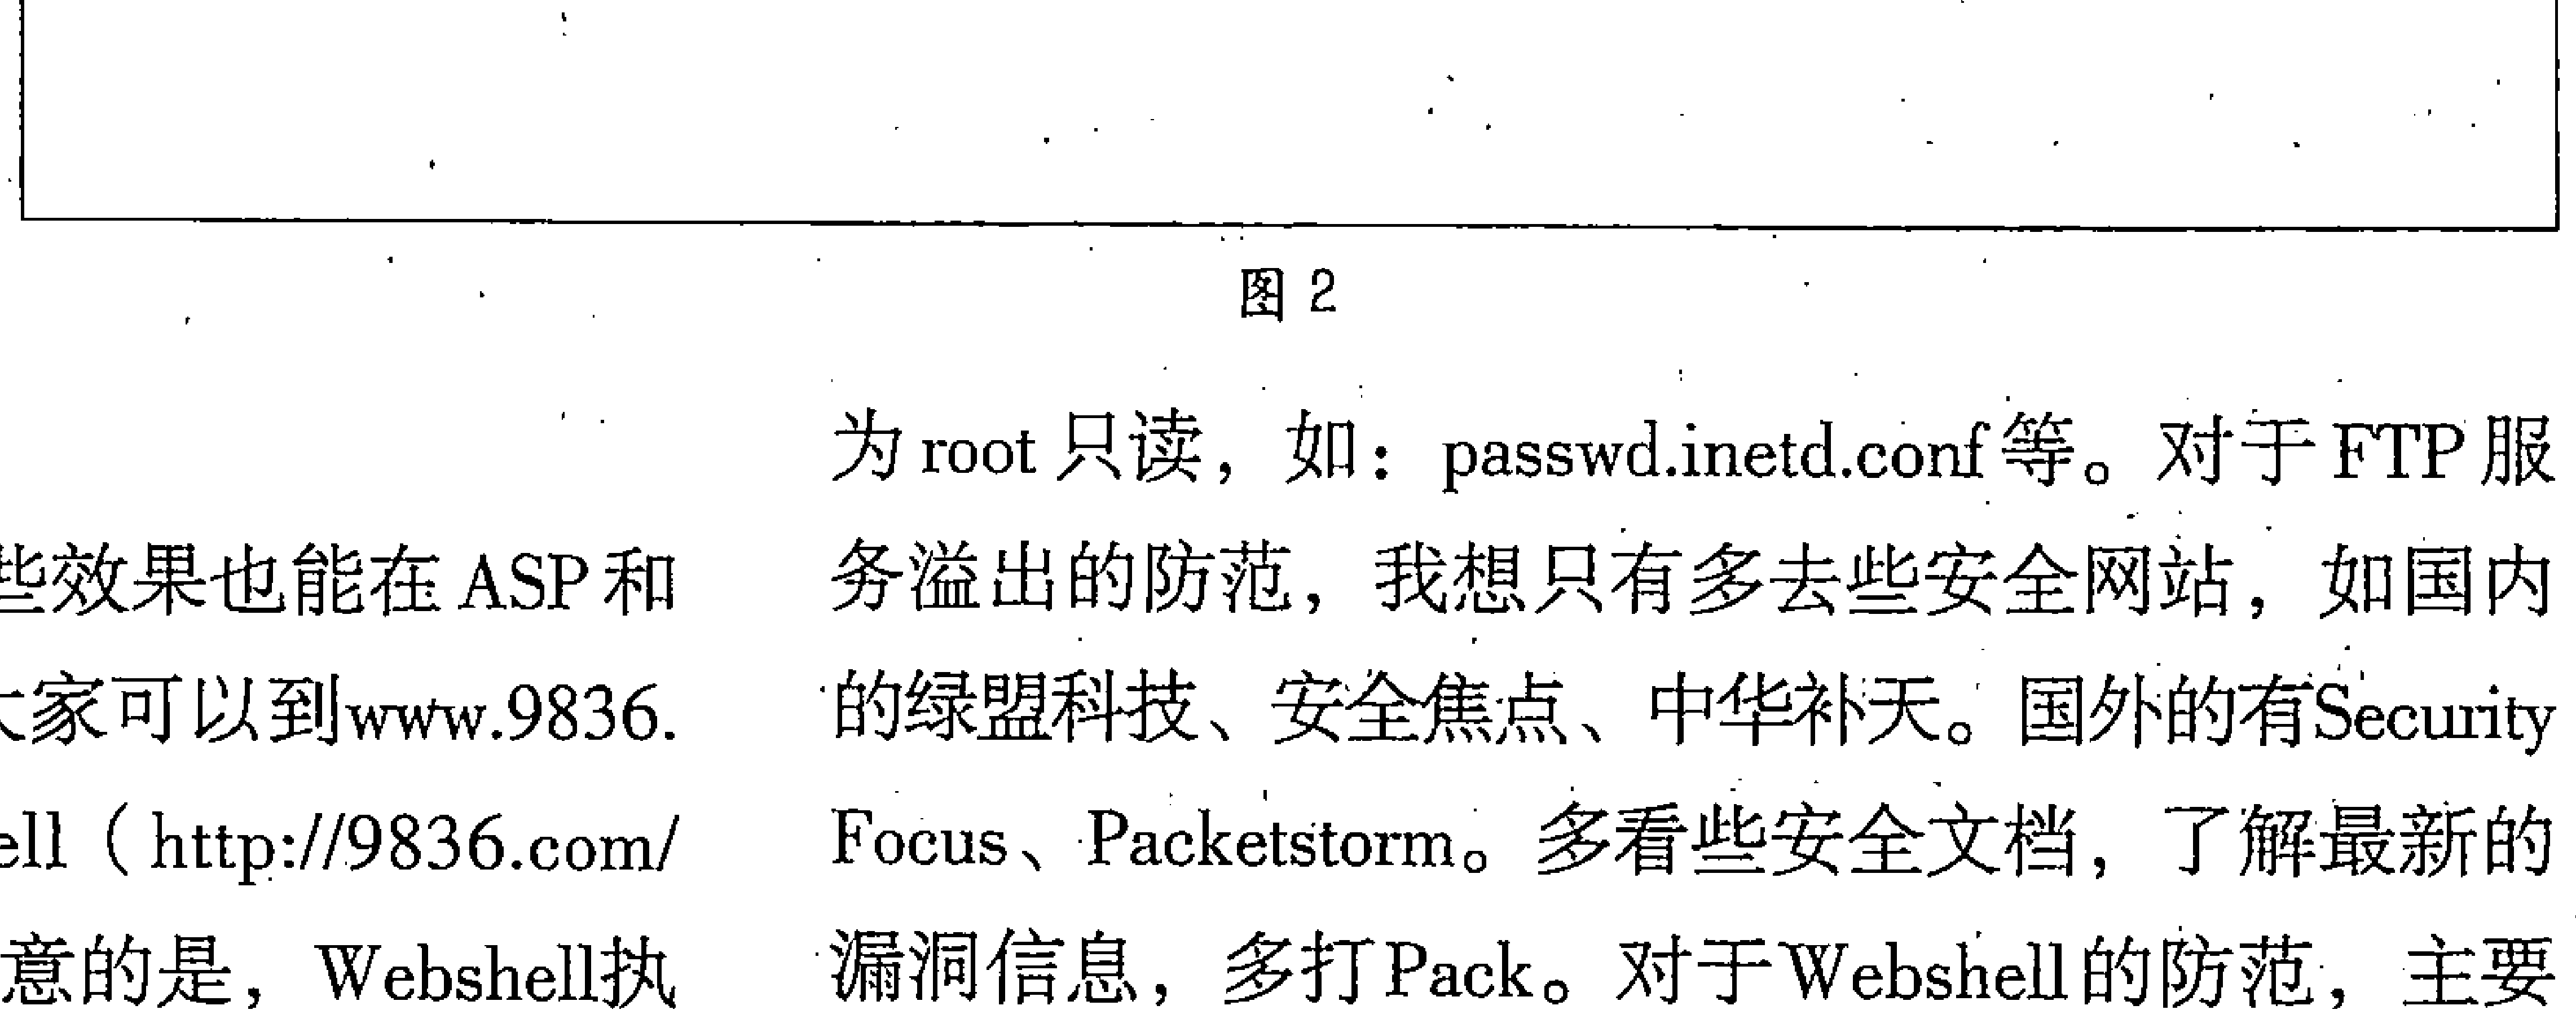 图 2
些效果也能在 ASP 和
大家可以到www.9836.
ell（http://9836.com/
意的是，Webshell执
为 root 只读，如：passwd.inetd.conf等。对于 FTP 服
务溢出的防范，我想只有多去些安全网站，如国内
的绿盟科技、安全焦点、中华补天。国外的有Security
Focus、Packetstorm。多看些安全文档，了解最新的
漏洞信息，多打Pack。对于Webshell的防范，主要